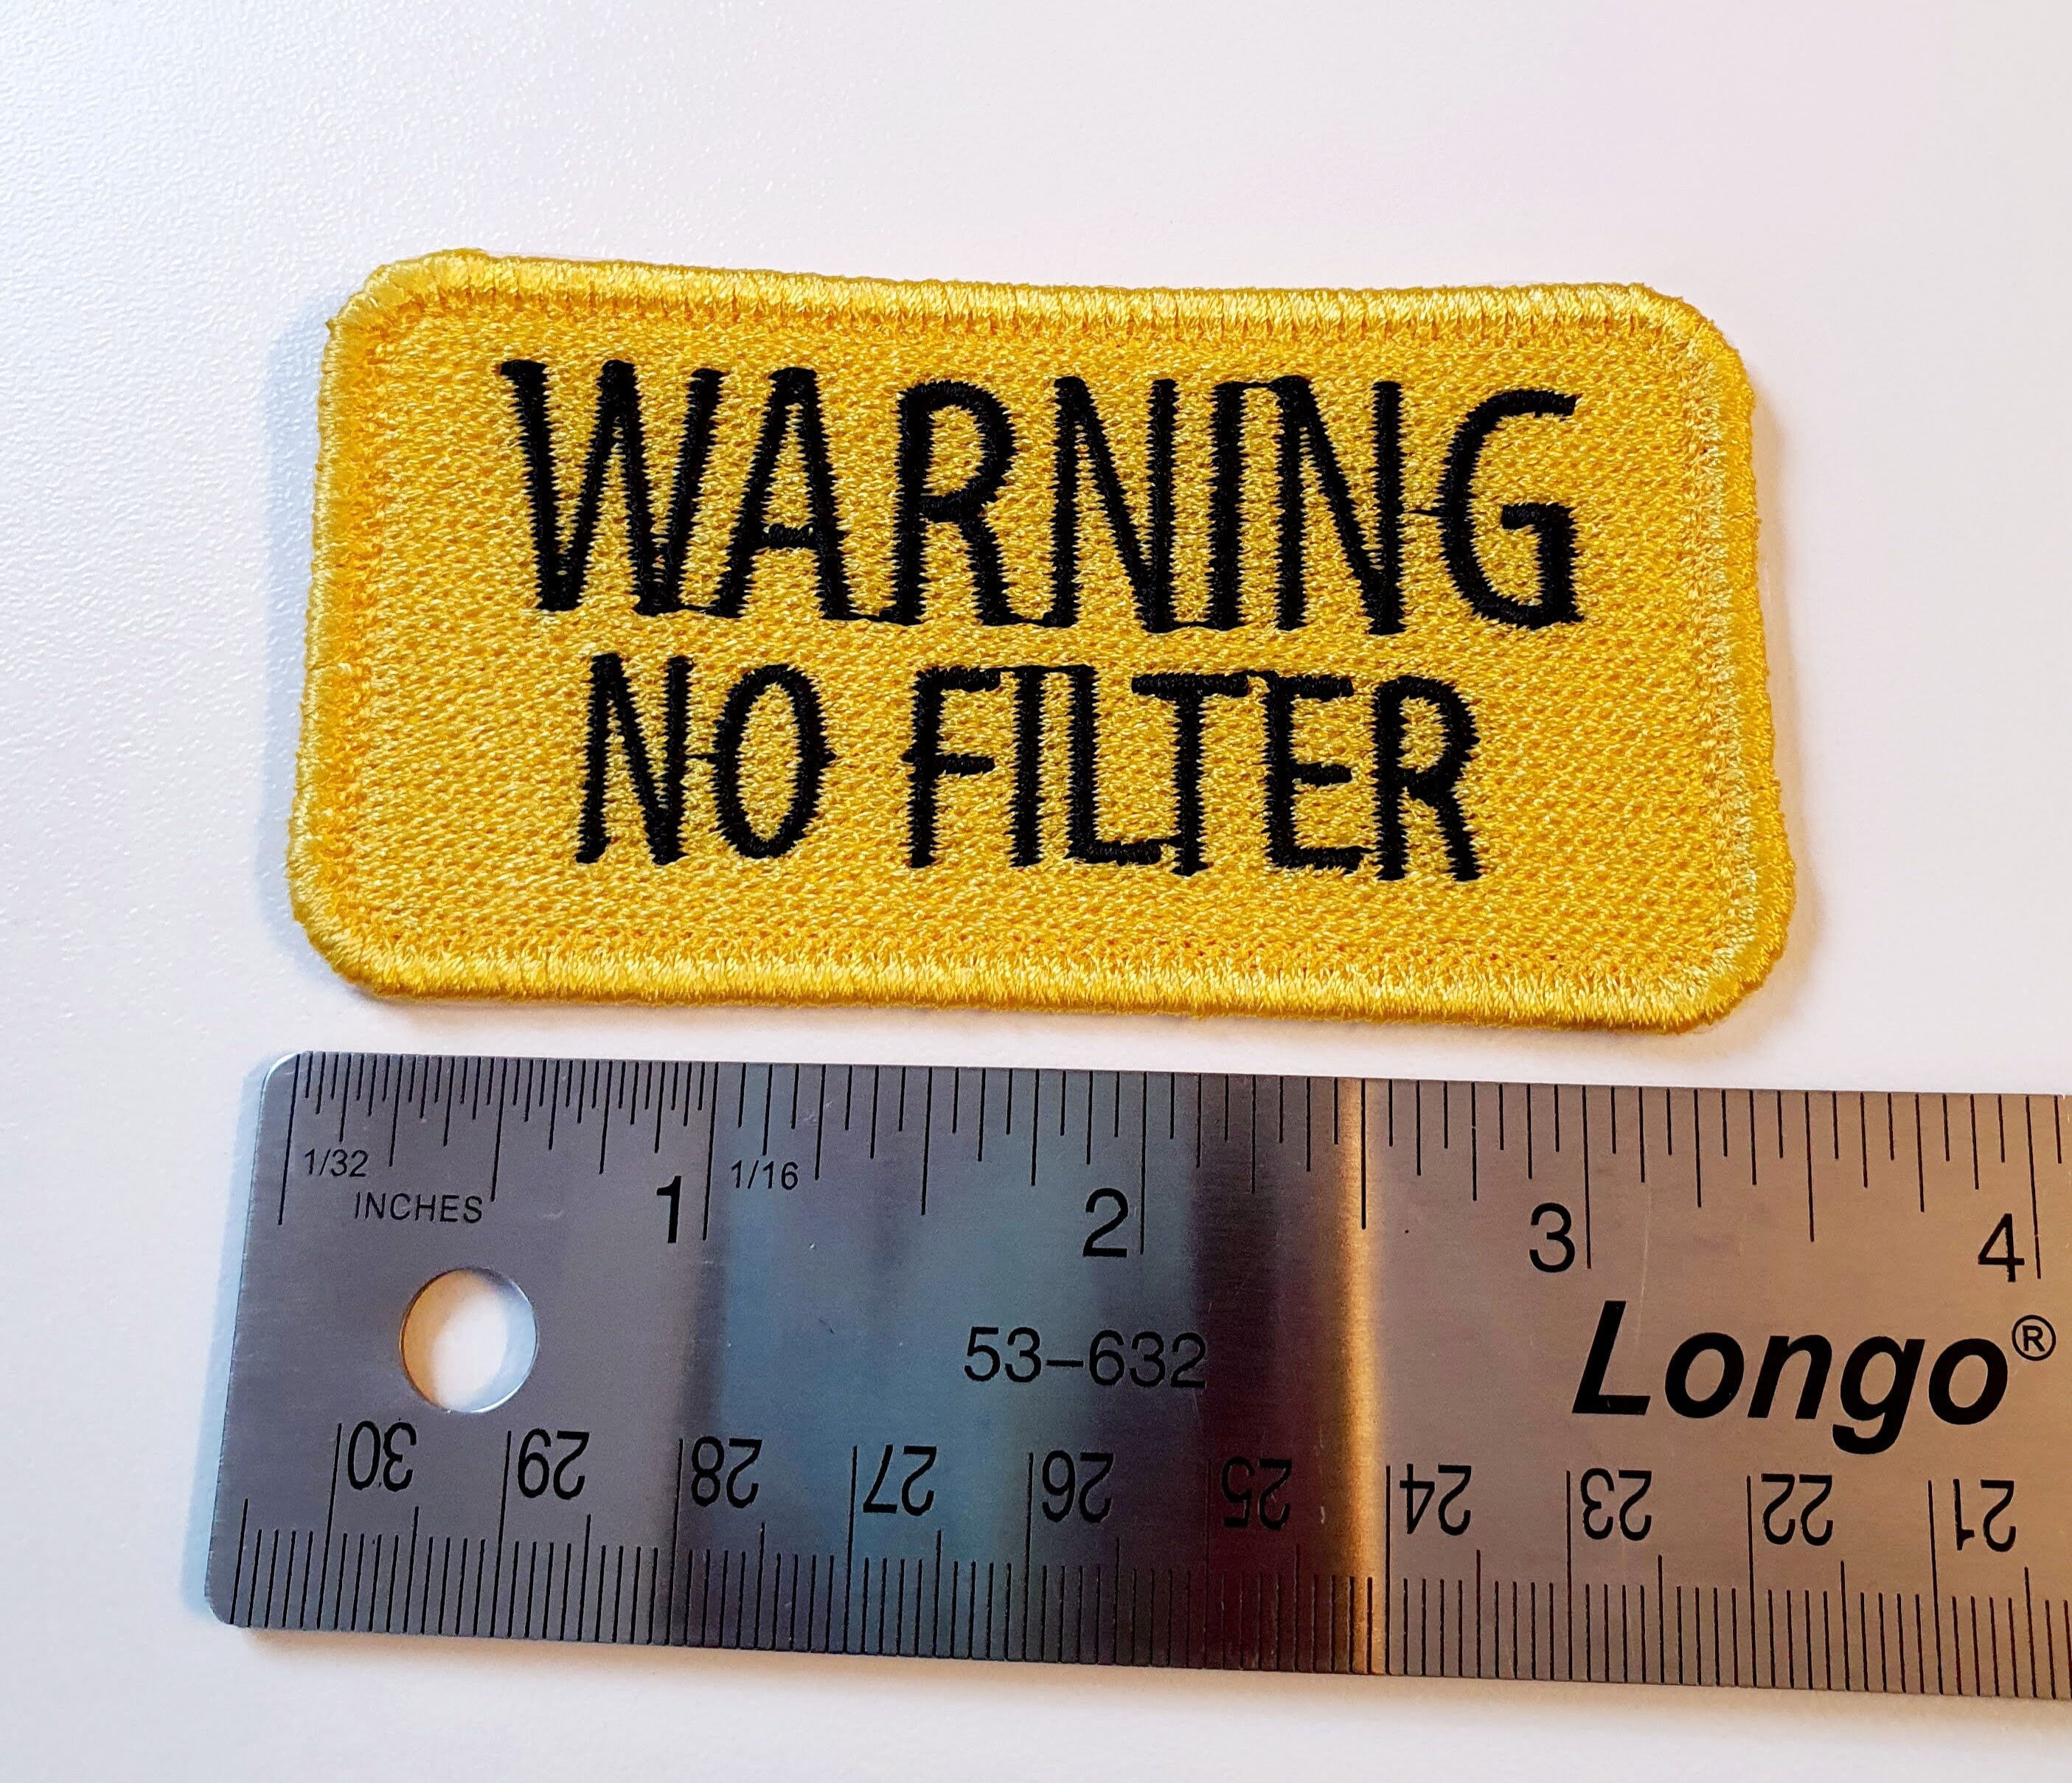 WARNING
NO FILTER
1/32
INCHES
1
1/16
2
3
4
53-632
Longo®
30 29 28 27 26 25 24 23 22 21